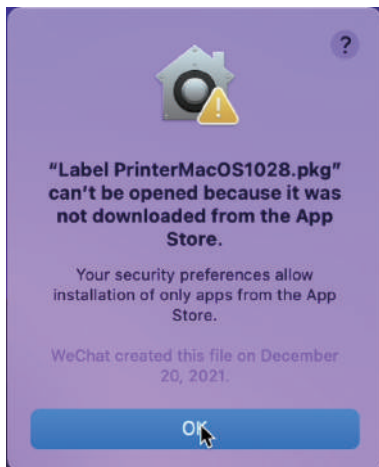 ?
“Label PrinterMacOS1028.pkg”
can't be opened because it was
not downloaded from the App
Store.
Your security preferences allow
installation of only apps from the App
Store.
WeChat created this file on December
20, 2021.
OK